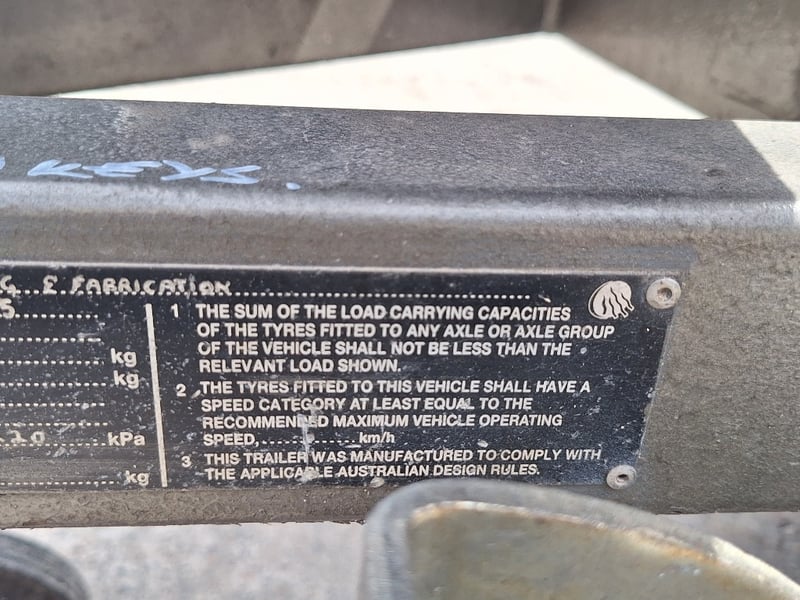 KEYS.
G & FABRICATION
5
1 THE SUM OF THE LOAD CARRYING CAPACITIES
OF THE TYRES FITTED TO ANY AXLE OR AXLE GROUP
OF THE VEHICLE SHALL NOT BE LESS THAN THE
RELEVANT LOAD SHOWN.
kg
kg
2 THE TYRES FITTED TO THIS VEHICLE SHALL HAVE A
SPEED CATEGORY AT LEAST EQUAL TO THE
RECOMMENDED MAXIMUM VEHICLE OPERATING
SPEED,..................km/h
kPa
3 THIS TRAILER WAS MANUFACTURED TO COMPLY WITH
THE APPLICABLE AUSTRALIAN DESIGN RULES.
kg